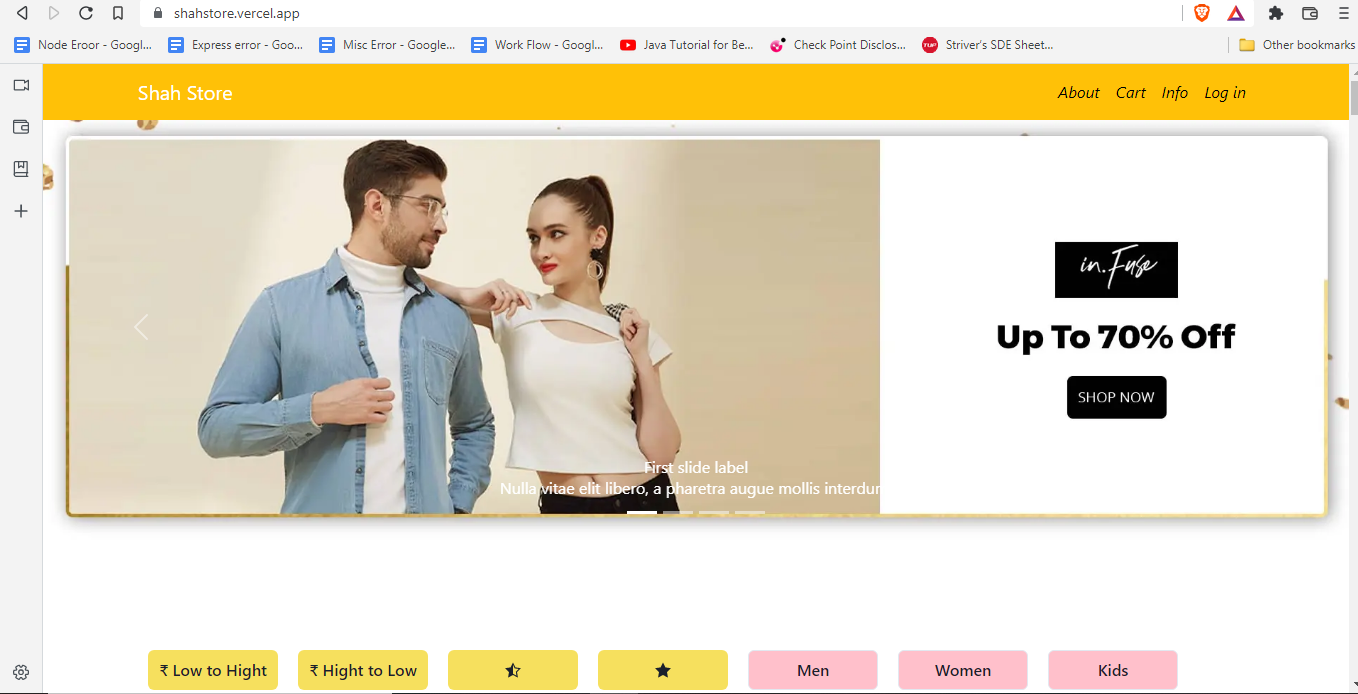 shahstore.vercel.app
Node Eroor - Googl...
Express error - Goo...
Misc Error - Google...
Work Flow - Googl...
Java Tutorial for Be...
Check Point Disclos...
TUF
Striver's SDE Sheet...
Other bookmarks
Shah Store
About
Cart
Info
Log in
in.Fuse
Up To 70% Off
SHOP NOW
First slide label
Nulla vitae elit libero, a pharetra augue mollis interdum
₹ Low to Hight
₹ Hight to Low
Men
Women
Kids